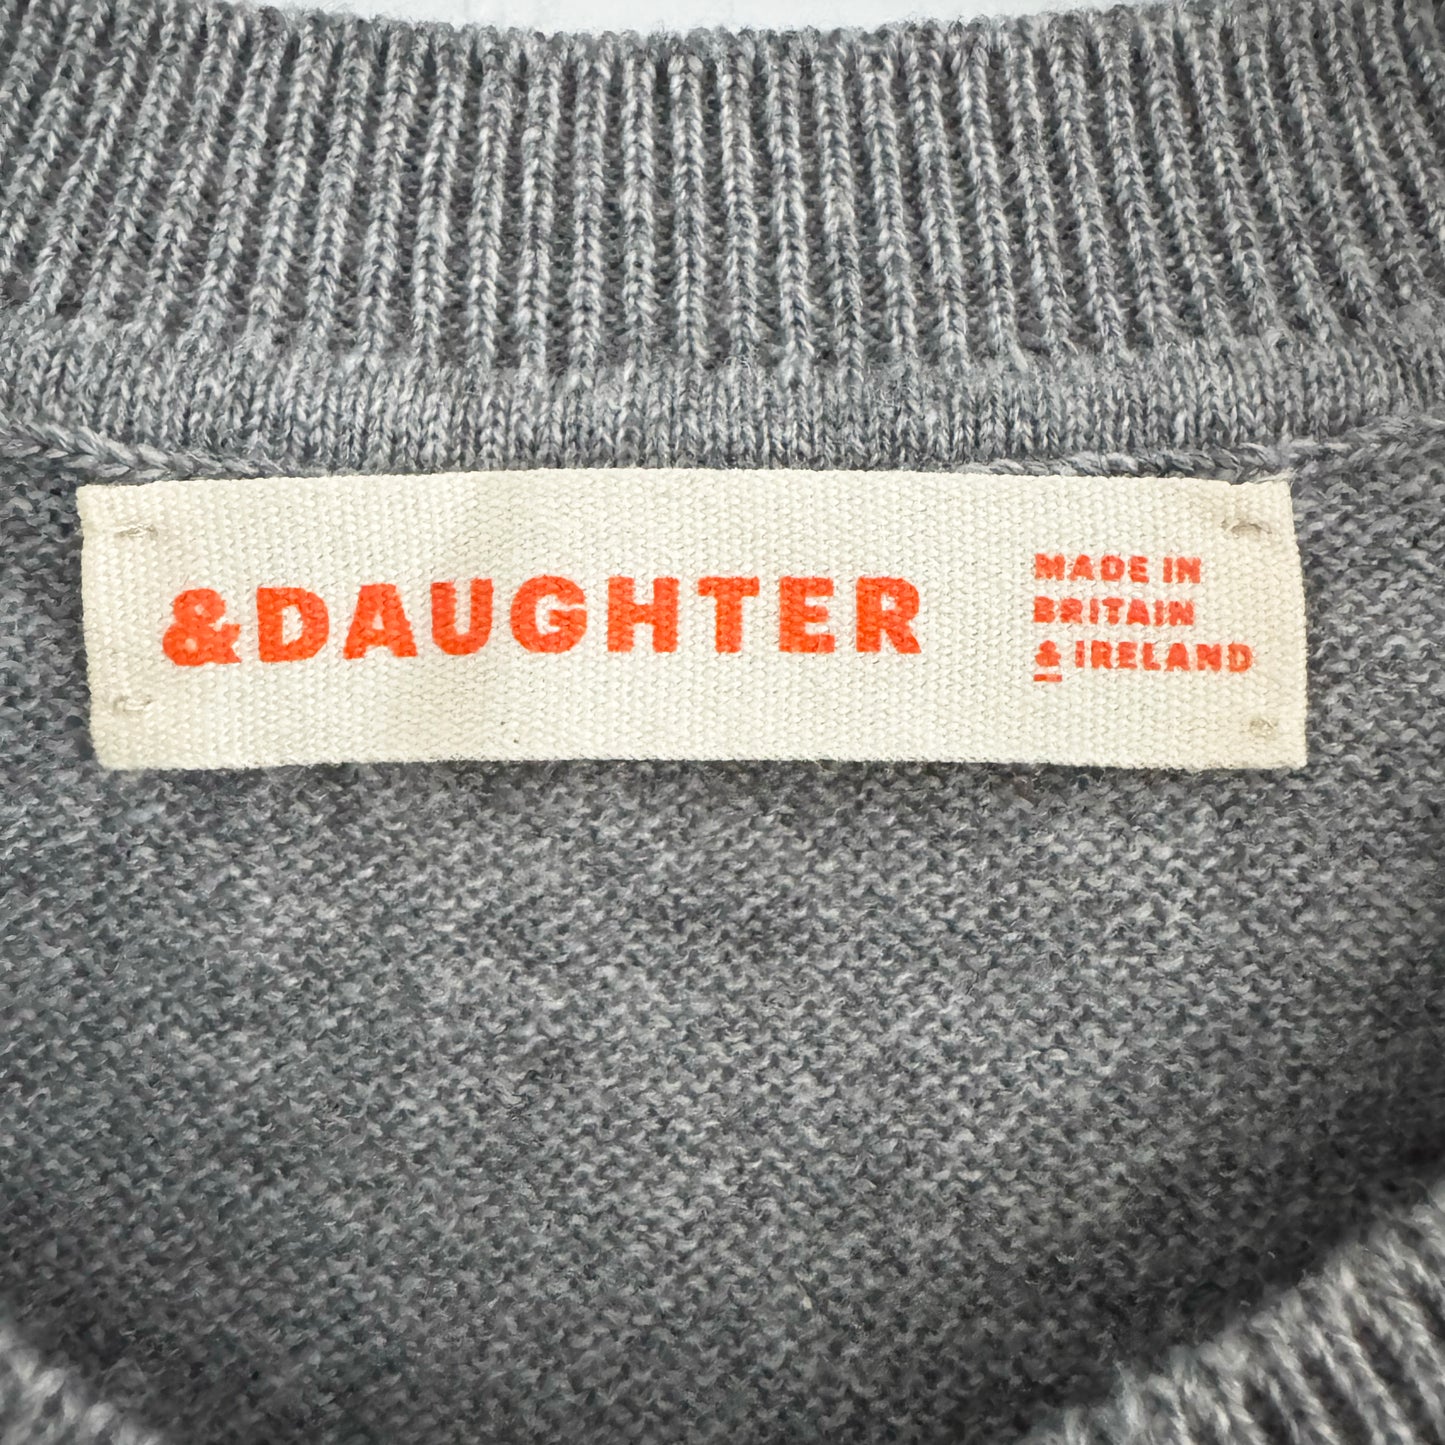 &DAUGHTER
MADE IN
BRITAIN
& IRELAND